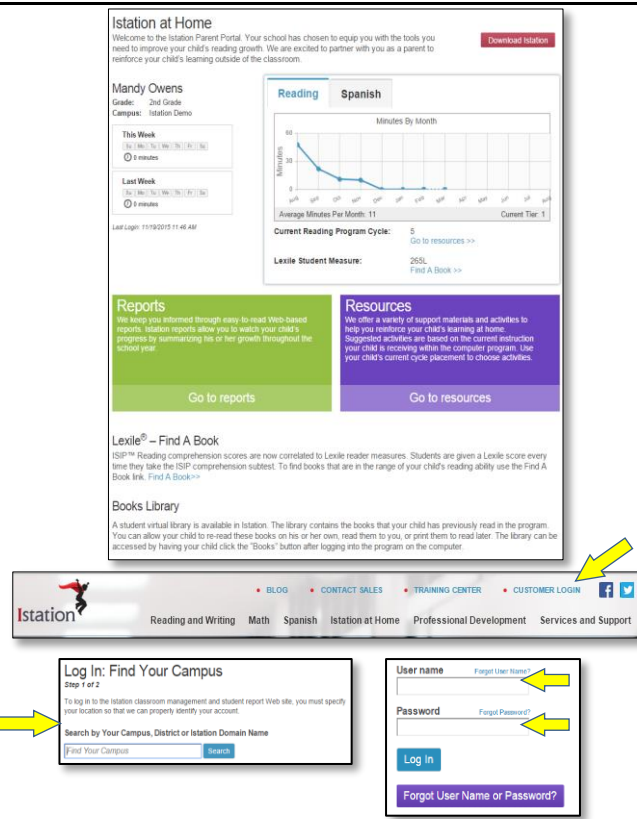 Istation at Home
Welcome to the Istation Parent Portal. Your school has chosen to equip you with the tools you
need to improve your child's reading growth. We are excited to partner with you as a parent to
reinforce your child's learning outside of the classroom.
Download Istation
Mandy Owens
Grade: 2nd Grade
Campus: Istation Demo
This Week
Su Mo Tu We Th Fr Sa
0 minutes
Last Week
Su Mo Tu We Th Fr Sa
0 minutes
Last Login: 11/19/2015 11:46 AM
Reading Spanish
Minutes By Month
Minutes
60
30
0
Aug Sep Oct Nov Dec Jan Feb Mar Apr May Jun Jul Aug
Average Minutes Per Month: 11 Current Tier: 1
Current Reading Program Cycle: 5
Go to resources >>
Lexile Student Measure: 265L
Find A Book >>
Reports
We keep you informed through easy-to-read Web-based
reports. Istation reports allow you to watch your child's
progress by summarizing his or her growth throughout the
school year.
Go to reports
Resources
We offer a variety of support materials and activities to
help you reinforce your child's learning at home.
Suggested activities are based on the current instruction
your child is receiving within the computer program. Use
your child's current cycle placement to choose activities.
Go to resources
Lexile® – Find A Book
ISIP™ Reading comprehension scores are now correlated to Lexile reader measures. Students are given a Lexile score every
time they take the ISIP comprehension subtest. To find books that are in the range of your child's reading ability use the Find A
Book link. Find A Book>>
Books Library
A student virtual library is available in Istation. The library contains the books that your child has previously read in the program.
You can allow your child to re-read these books on his or her own, read them to you, or print them to read later. The library can be
accessed by having your child click the "Books" button after logging into the program on the computer.
• BLOG • CONTACT SALES • TRAINING CENTER • CUSTOMER LOGIN
Istation
Reading and Writing Math Spanish Istation at Home Professional Development Services and Support
Log In: Find Your Campus
Step 1 of 2
To log in to the Istation classroom management and student report Web site, you must specify
your location so that we can properly identify your account.
Search by Your Campus, District or Istation Domain Name
Find Your Campus Search
User name Forgot User Name?
Password Forgot Password?
Log In
Forgot User Name or Password?